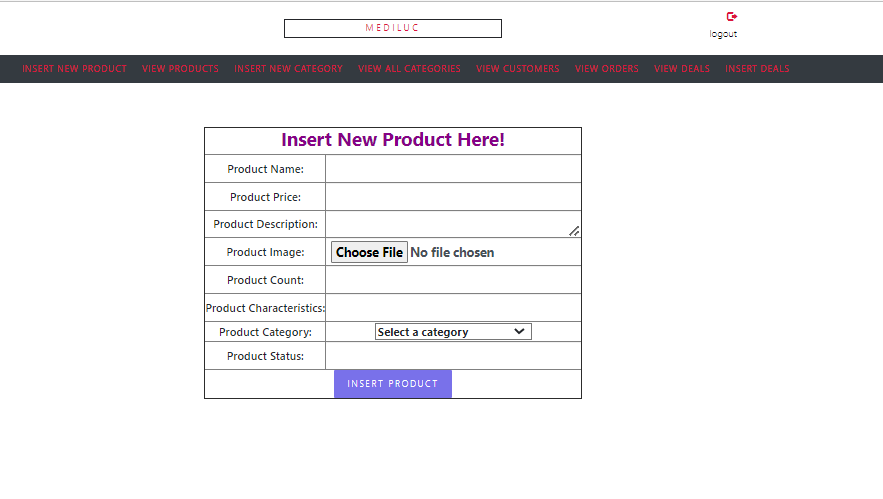 MEDILUC
logout
INSERT NEW PRODUCT VIEW PRODUCTS INSERT NEW CATEGORY VIEW ALL CATEGORIES VIEW CUSTOMERS VIEW ORDERS VIEW DEALS INSERT DEALS
Insert New Product Here!
Product Name:
Product Price:
Product Description:
Product Image: Choose File No file chosen
Product Count:
Product Characteristics:
Product Category: Select a category
Product Status:
INSERT PRODUCT